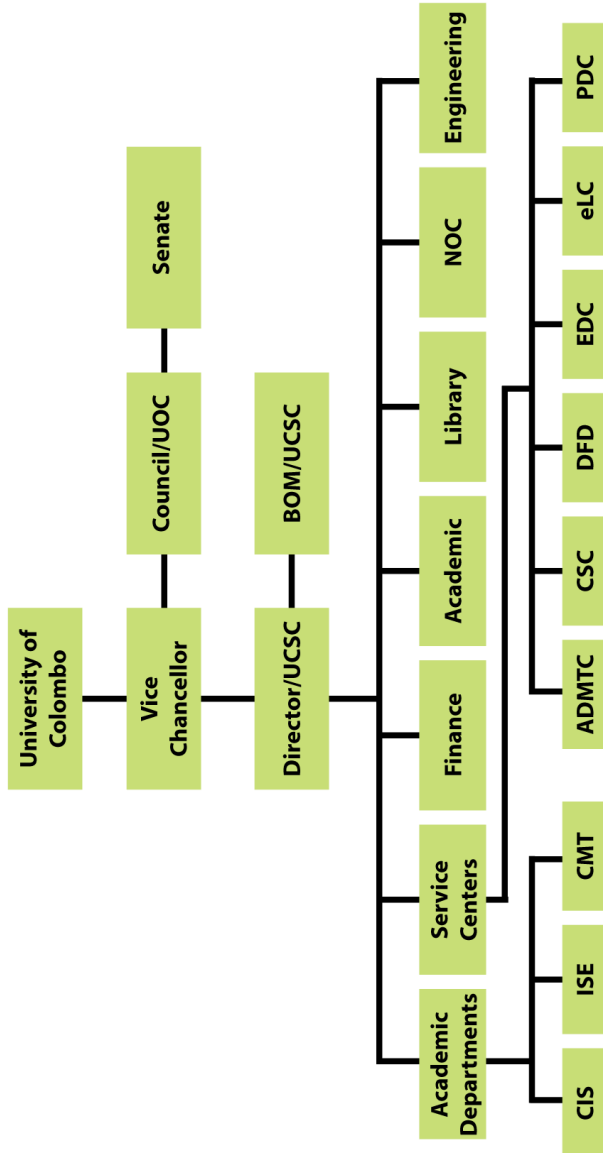 University of
Colombo
Vice
Chancellor
Council/UOC
Senate
Director/UCSC
BOM/UCSC
Academic
Departments
Service
Centers
Finance
Academic
Library
NOC
Engineering
CIS
ISE
CMT
ADMTC
CSC
DFD
EDC
eLC
PDC